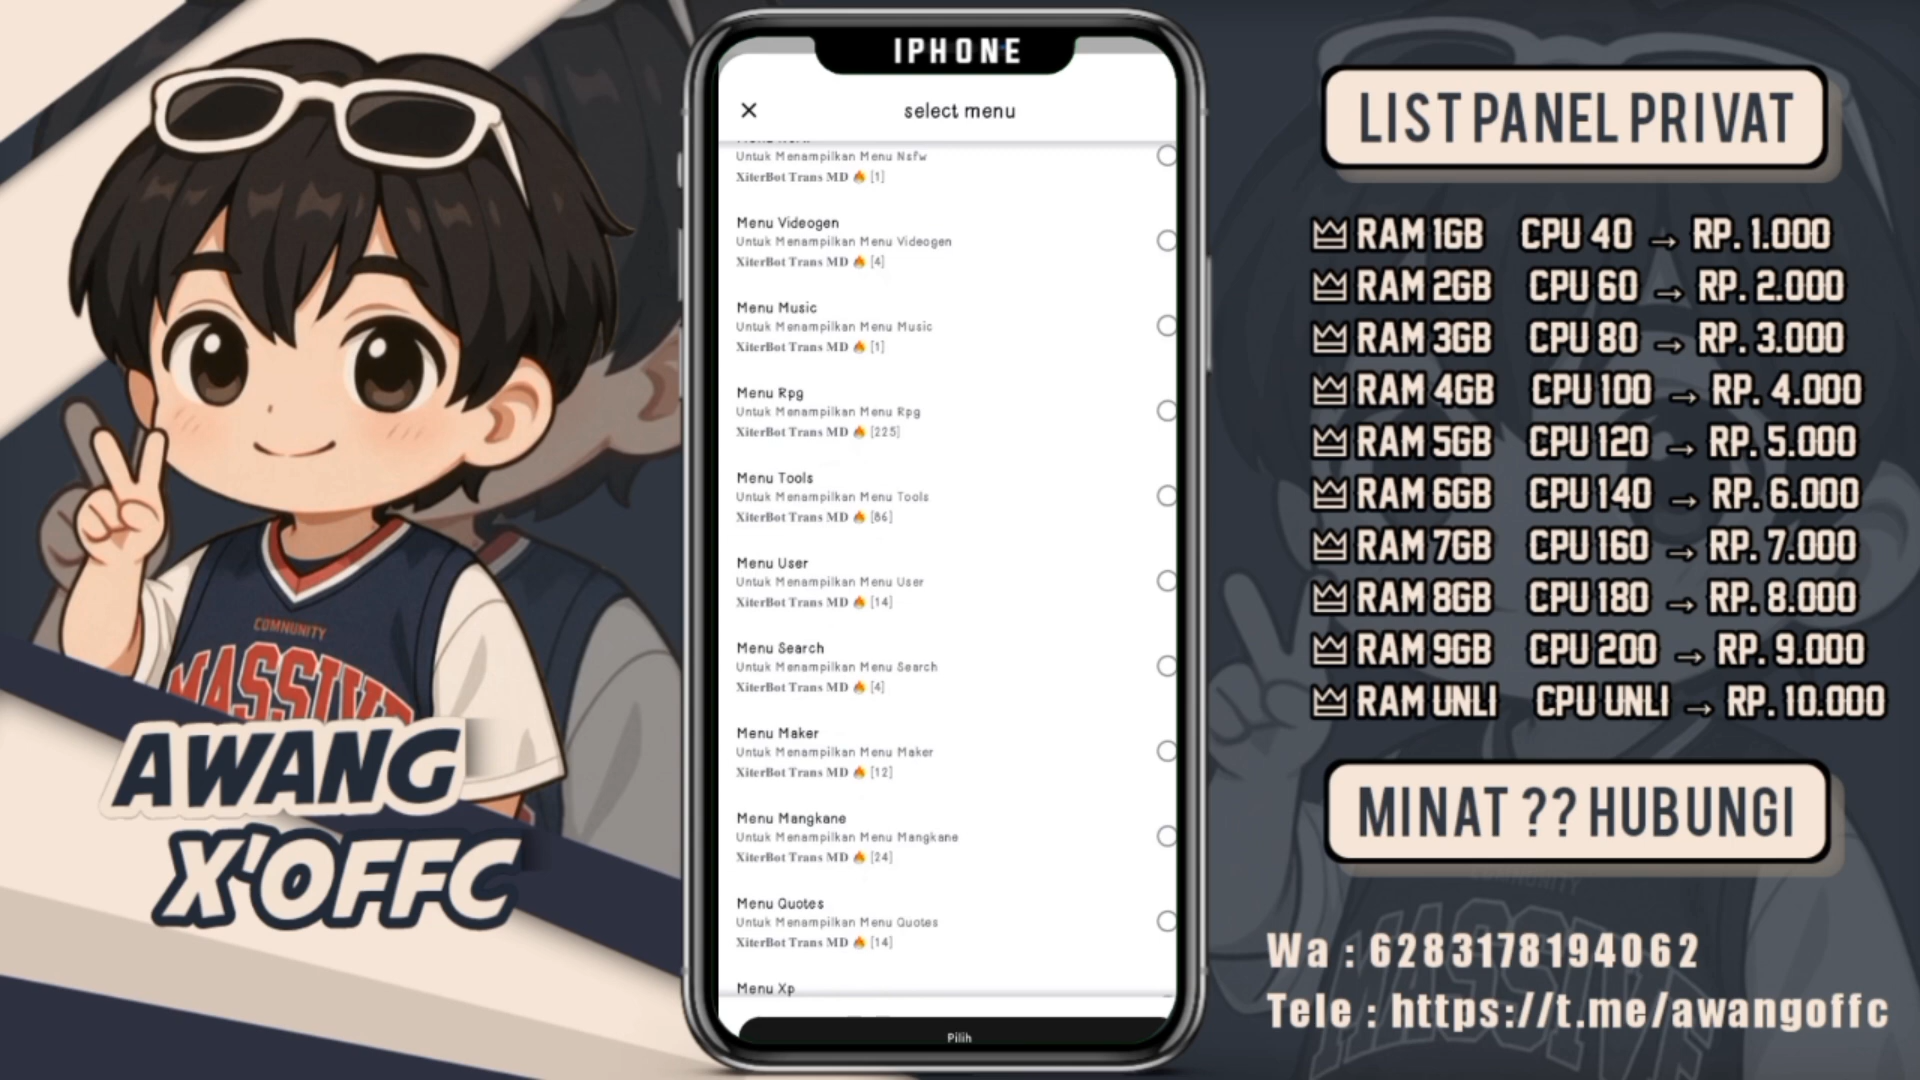 COMNUNITY
MASSIVE
AWANG
X'OFFC
IPHONE
select menu
Untuk Menampilkan Menu Nsfw
XiterBot Trans MD 🔥 [1]
Menu Videogen
Untuk Menampilkan Menu Videogen
XiterBot Trans MD 🔥 [4]
Menu Music
Untuk Menampilkan Menu Music
XiterBot Trans MD 🔥 [1]
Menu Rpg
Untuk Menampilkan Menu Rpg
XiterBot Trans MD 🔥 [225]
Menu Tools
Untuk Menampilkan Menu Tools
XiterBot Trans MD 🔥 [86]
Menu User
Untuk Menampilkan Menu User
XiterBot Trans MD 🔥 [14]
Menu Search
Untuk Menampilkan Menu Search
XiterBot Trans MD 🔥 [4]
Menu Maker
Untuk Menampilkan Menu Maker
XiterBot Trans MD 🔥 [12]
Menu Mangkane
Untuk Menampilkan Menu Mangkane
XiterBot Trans MD 🔥 [24]
Menu Quotes
Untuk Menampilkan Menu Quotes
XiterBot Trans MD 🔥 [14]
Menu Xp
Pilih
LIST PANEL PRIVAT
RAM 1GB CPU 40 → RP. 1.000
RAM 2GB CPU 60 → RP. 2.000
RAM 3GB CPU 80 → RP. 3.000
RAM 4GB CPU 100 → RP. 4.000
RAM 5GB CPU 120 → RP. 5.000
RAM 6GB CPU 140 → RP. 6.000
RAM 7GB CPU 160 → RP. 7.000
RAM 8GB CPU 180 → RP. 8.000
RAM 9GB CPU 200 → RP. 9.000
RAM UNLI CPU UNLI → RP. 10.000
MINAT ?? HUBUNGI
Wa : 6283178194062
Tele : https://t.me/awangoffc